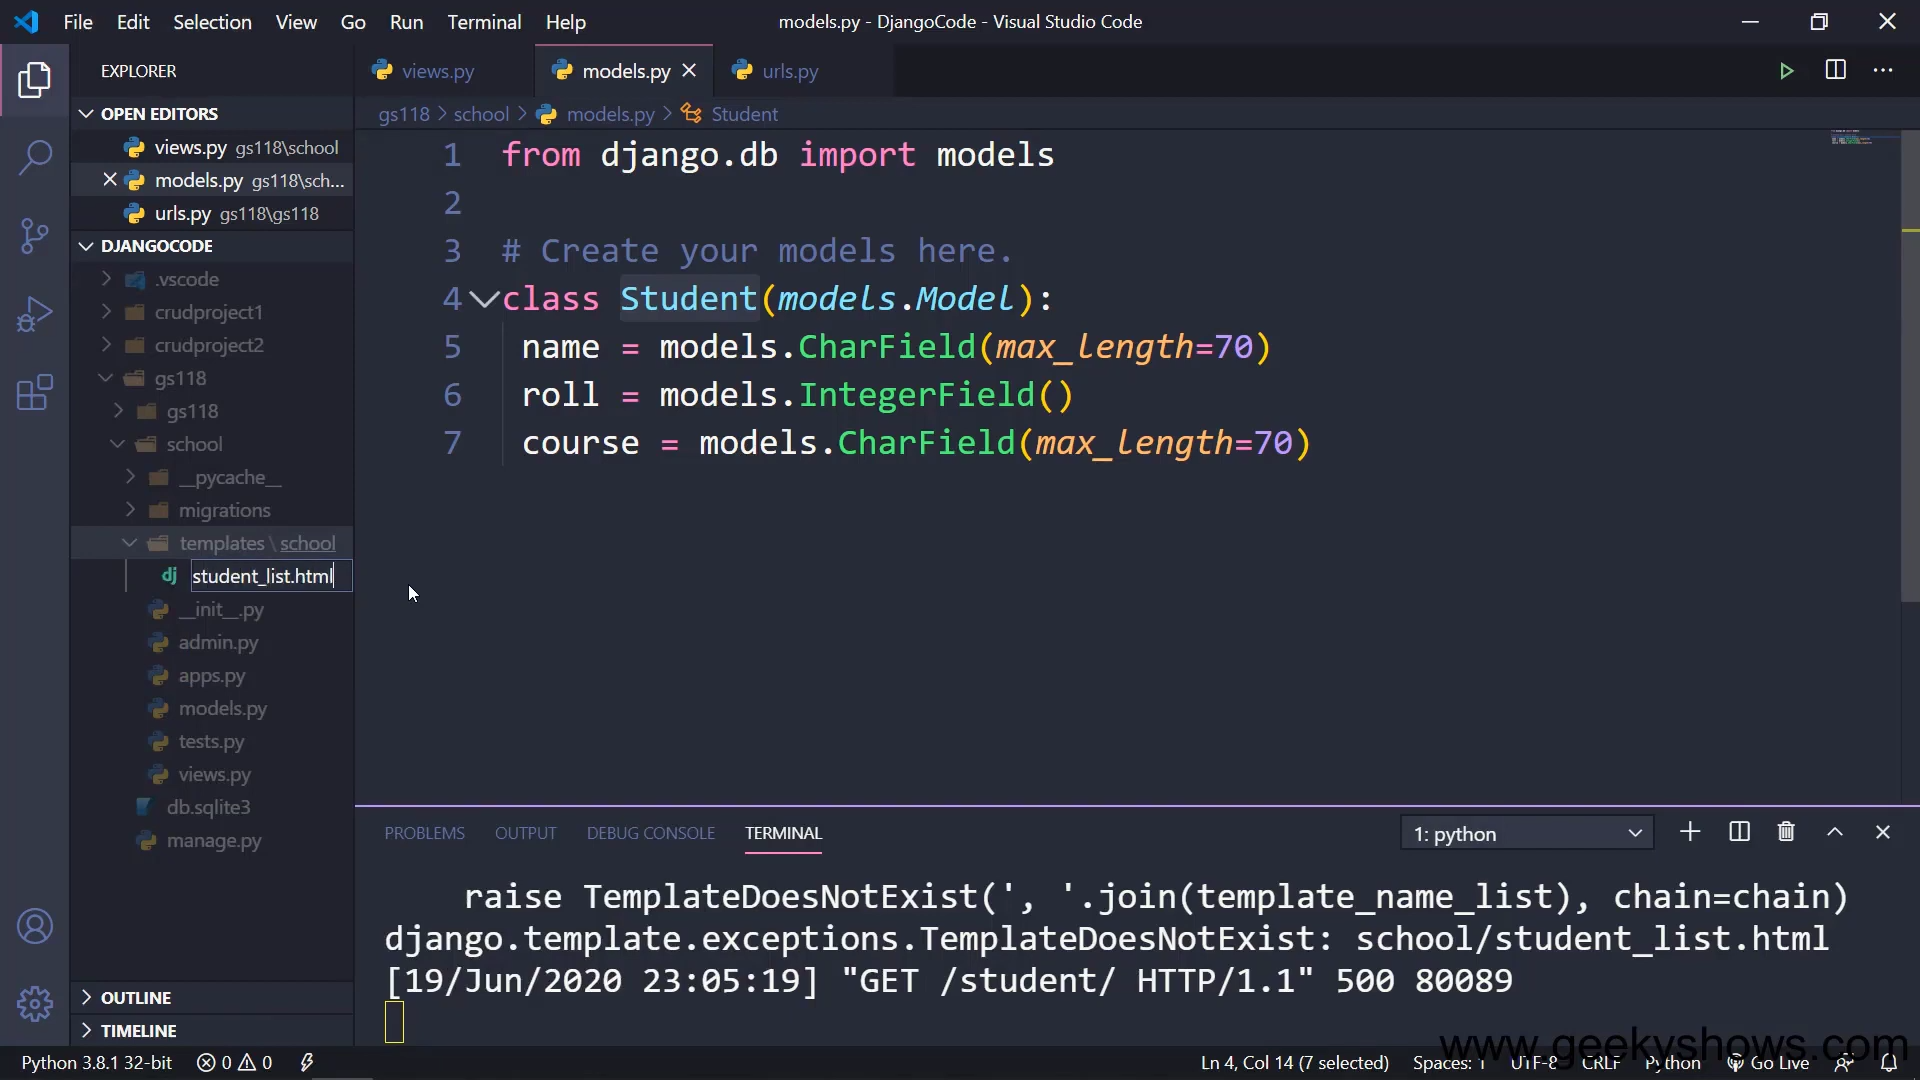 File Edit Selection View Go Run Terminal Help
models.py - DjangoCode - Visual Studio Code
EXPLORER
OPEN EDITORS
views.py gs118\school
models.py gs118\sch...
urls.py gs118\gs118
DJANGOCODE
.vscode
crudproject1
crudproject2
gs118
gs118
school
__pycache__
migrations
templates \ school
dj student_list.html
__init__.py
admin.py
apps.py
models.py
tests.py
views.py
db.sqlite3
manage.py
OUTLINE
TIMELINE
views.py models.py urls.py
gs118 > school > models.py > Student
1 from django.db import models
2
3 # Create your models here.
4 class Student(models.Model):
5 name = models.CharField(max_length=70)
6 roll = models.IntegerField()
7 course = models.CharField(max_length=70)
PROBLEMS OUTPUT DEBUG CONSOLE TERMINAL
1: python
raise TemplateDoesNotExist(', '.join(template_name_list), chain=chain)
django.template.exceptions.TemplateDoesNotExist: school/student_list.html
[19/Jun/2020 23:05:19] "GET /student/ HTTP/1.1" 500 80089
www.geekyshows.com
Python 3.8.1 32-bit 0 0
Ln 4, Col 14 (7 selected) Spaces: 1 UTF-8 CRLF Python Go Live